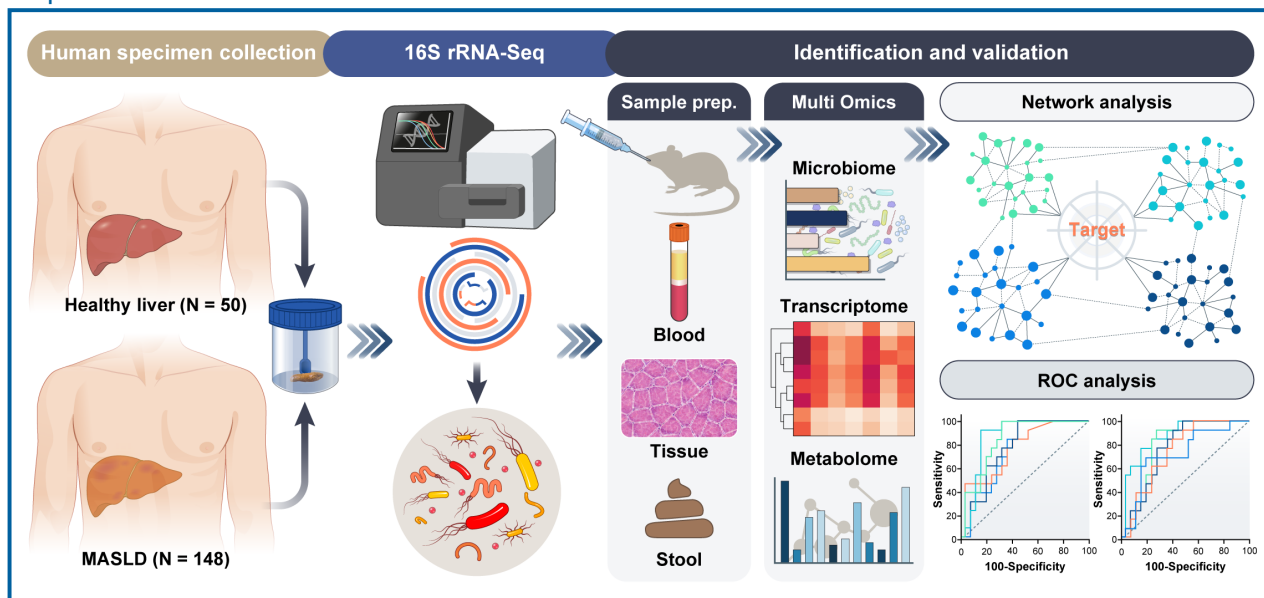 Human specimen collection
16S rRNA-Seq
Identification and validation
Healthy liver (N = 50)
MASLD (N = 148)
Sample prep.
Blood
Tissue
Stool
Multi Omics
Microbiome
Transcriptome
Metabolome
Network analysis
Target
ROC analysis
Sensitivity
100
80
60
40
20
0
0 20 40 60 80 100
100-Specificity
Sensitivity
100
80
60
40
20
0
0 20 40 60 80 100
100-Specificity